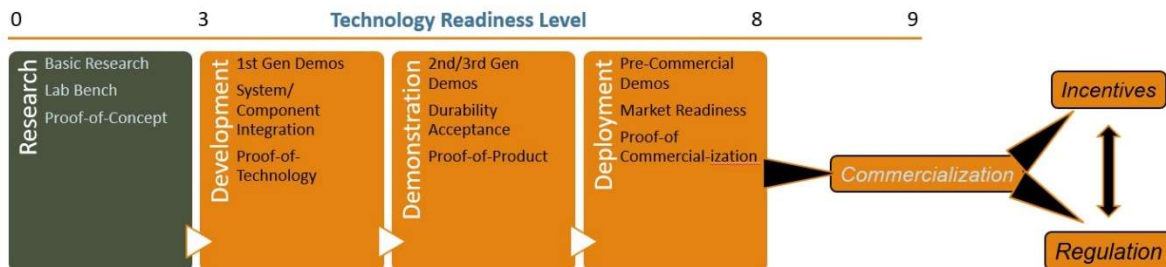 0 3 Technology Readiness Level 8 9
Research
Basic Research
Lab Bench
Proof-of-Concept
Development
1st Gen Demos
System/
Component
Integration
Proof-of-
Technology
Demonstration
2nd/3rd Gen
Demos
Durability
Acceptance
Proof-of-Product
Deployment
Pre-Commercial
Demos
Market Readiness
Proof-of
Commercial-ization
Commercialization
Incentives
Regulation